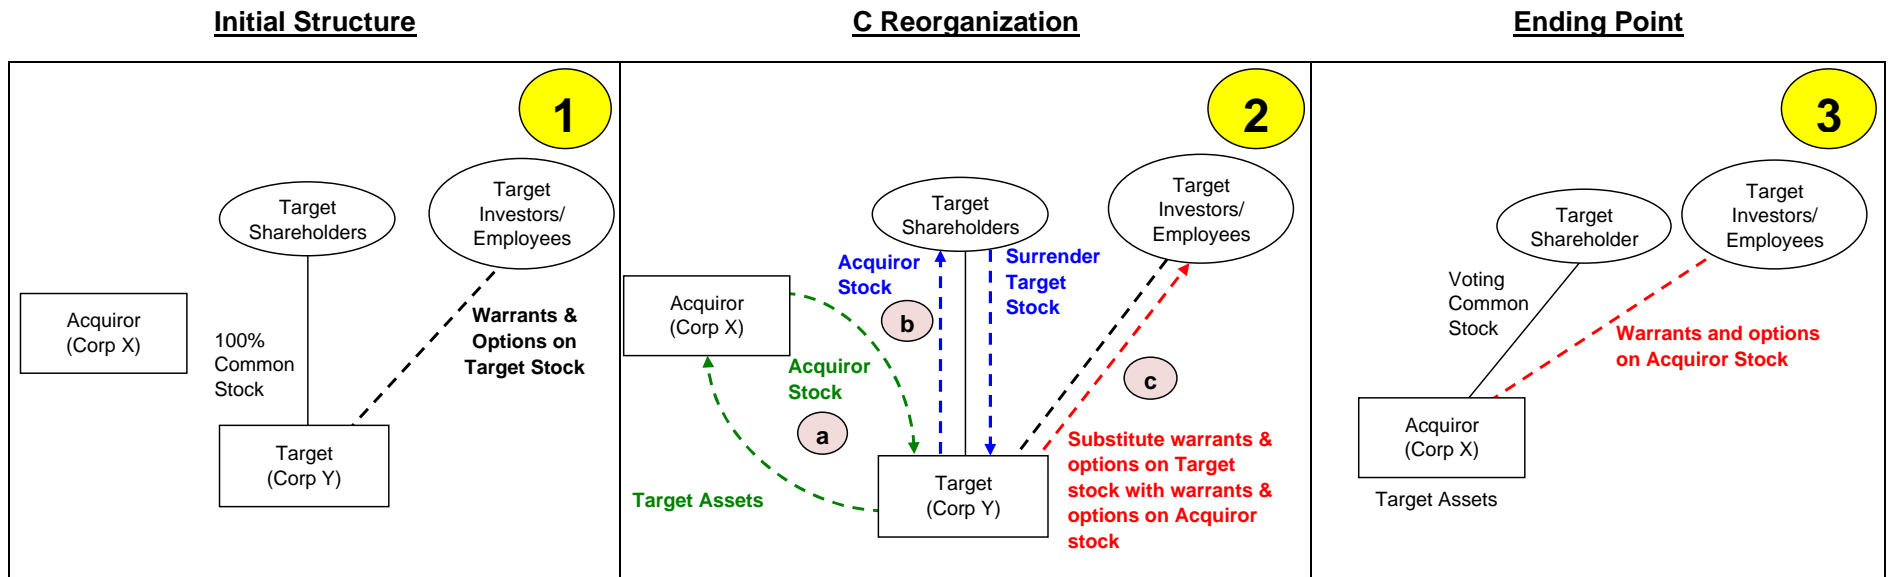 Initial Structure
C Reorganization
Ending Point
1
Target
Shareholders
Target
Investors/
Employees
Acquiror
(Corp X)
100%
Common
Stock
Warrants &
Options on
Target Stock
Target
(Corp Y)
2
Target
Shareholders
Target
Investors/
Employees
Acquiror
Stock
Surrender
Target
Stock
Acquiror
(Corp X)
b
Acquiror
Stock
a
c
Target Assets
Target
(Corp Y)
Substitute warrants &
options on Target
stock with warrants &
options on Acquiror
stock
3
Target
Shareholder
Target
Investors/
Employees
Voting
Common
Stock
Warrants and options
on Acquiror Stock
Acquiror
(Corp X)
Target Assets